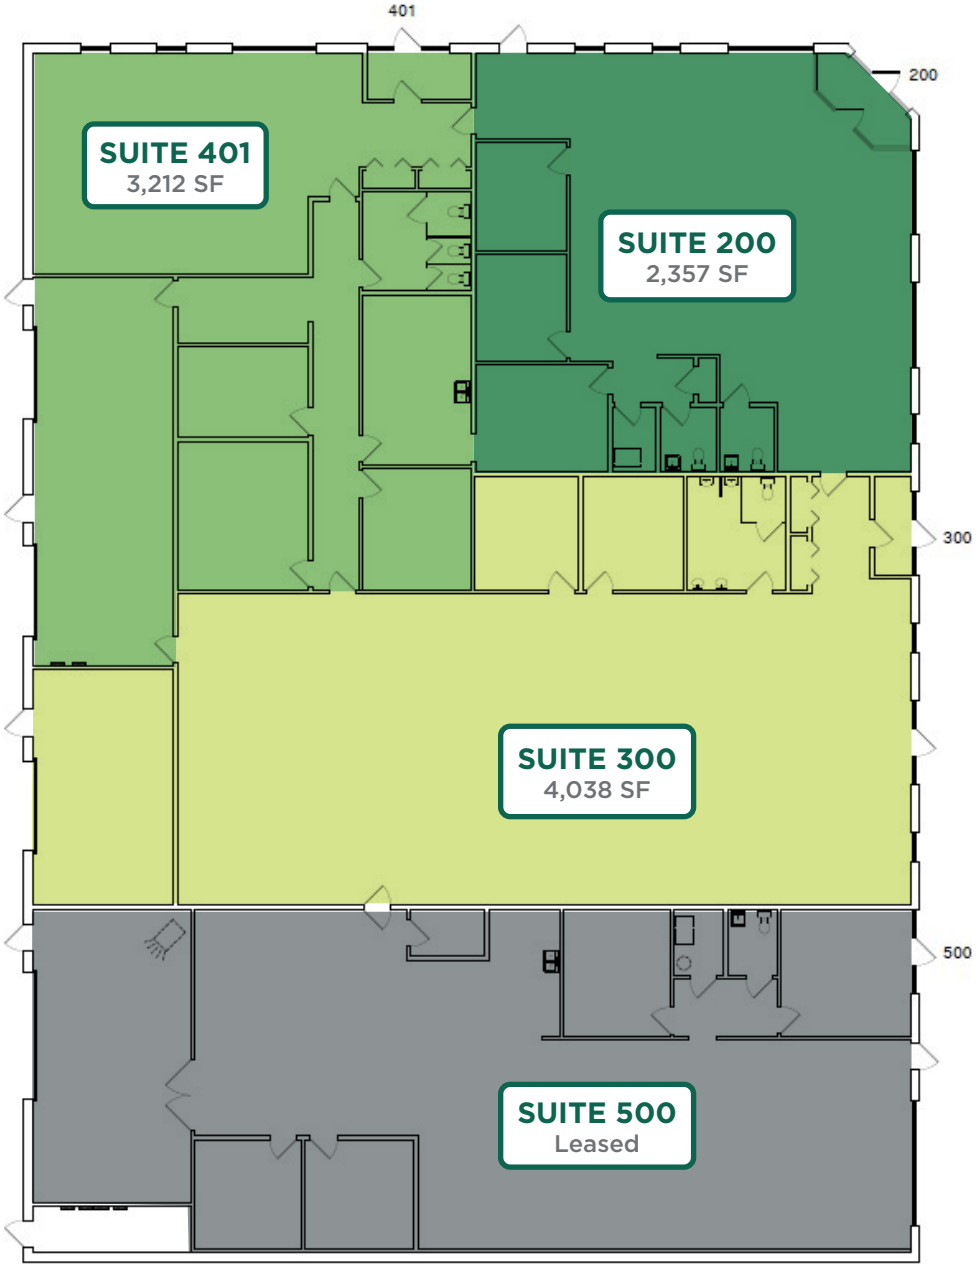 401
200
SUITE 401
3,212 SF
SUITE 200
2,357 SF
300
SUITE 300
4,038 SF
500
SUITE 500
Leased